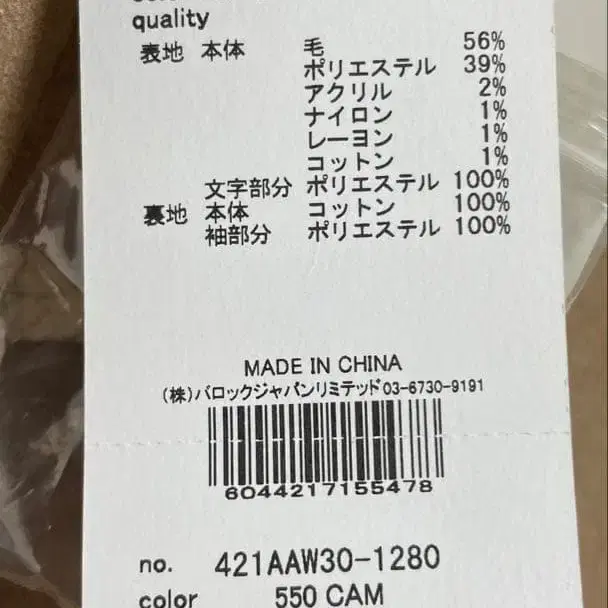 quality
表地 本体 毛 56%
ポリエステル 39%
アクリル 2%
ナイロン 1%
レーヨン 1%
コットン 1%
文字部分 ポリエステル 100%
裏地 本体 コットン 100%
袖部分 ポリエステル 100%
MADE IN CHINA
(株)バロックジャパンリミテッド03-6730-9191
6044217155478
no. 421AAW30-1280
color 550 CAM